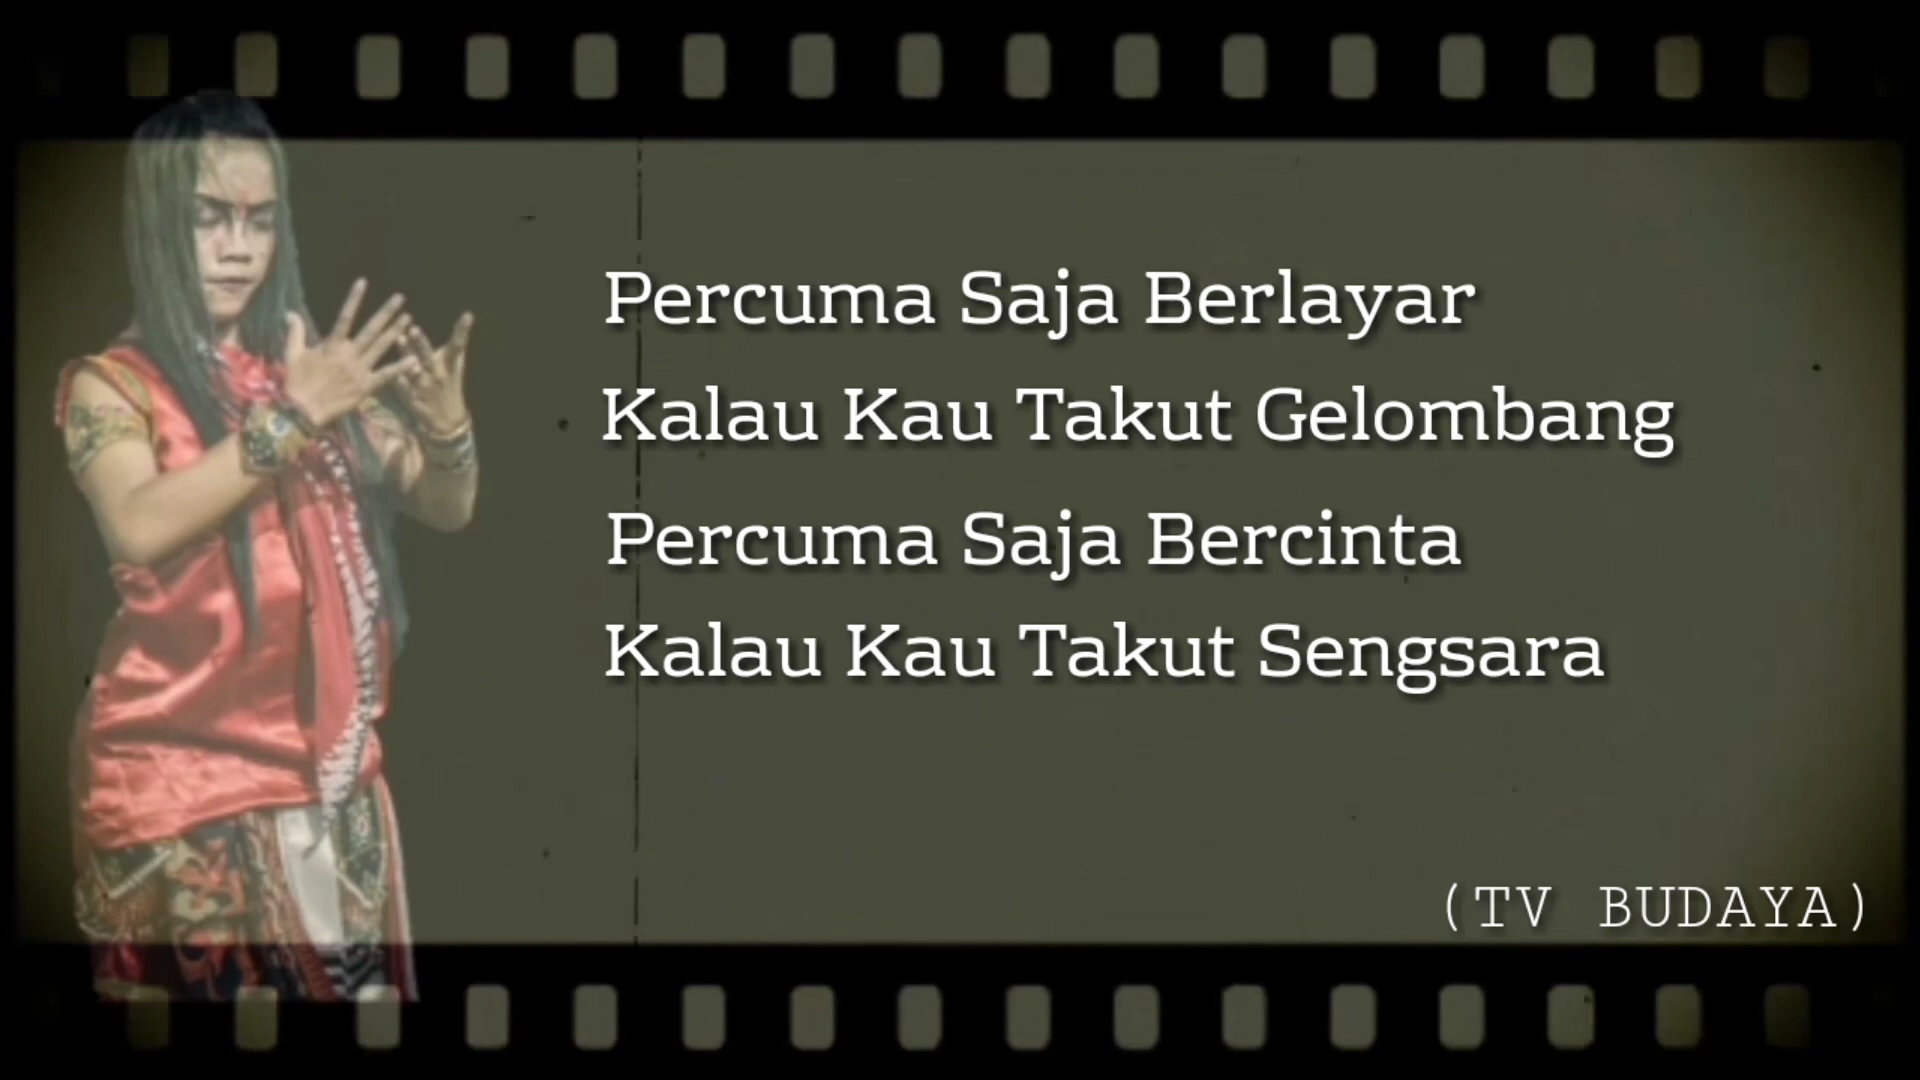 Percuma Saja Berlayar
Kalau Kau Takut Gelombang
Percuma Saja Bercinta
Kalau Kau Takut Sengsara
(TV BUDAYA)